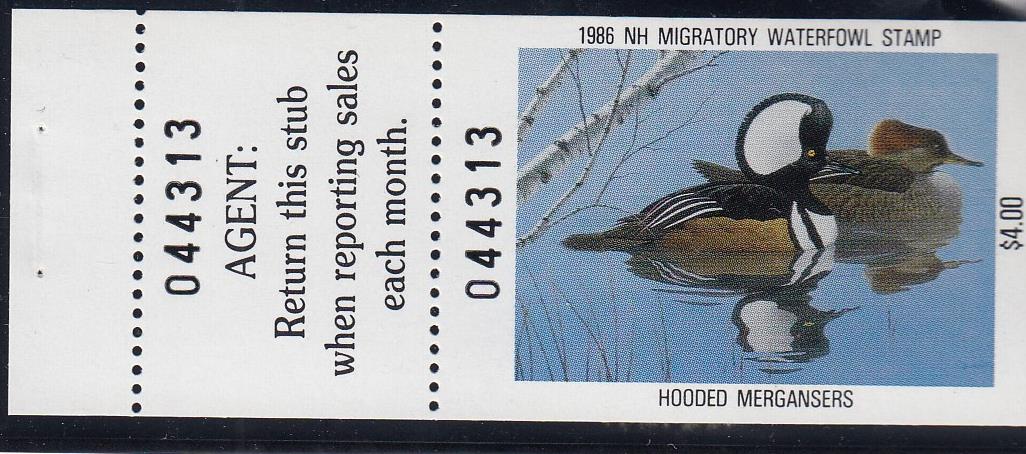 044313
AGENT:
Return this stub
when reporting sales
each month.
044313
1986 NH MIGRATORY WATERFOWL STAMP
$4.00
HOODED MERGANSERS